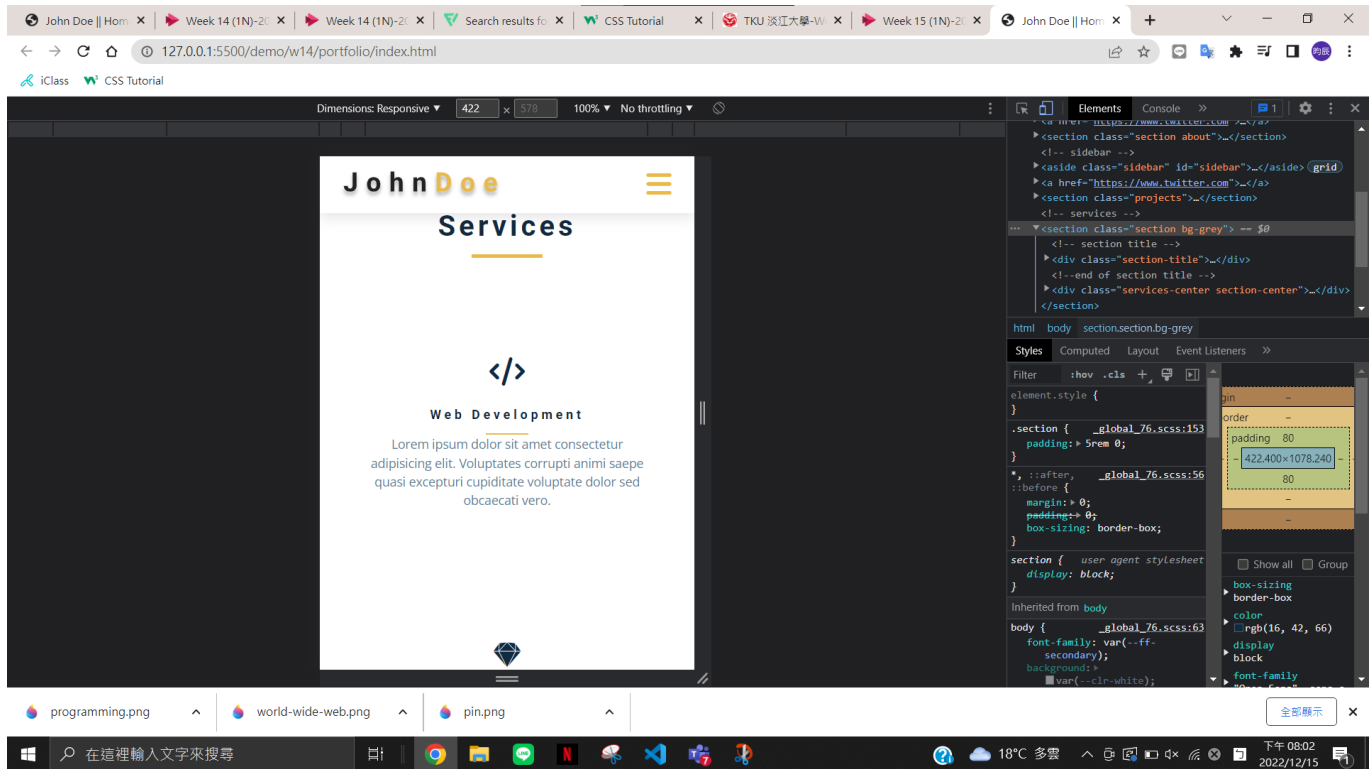 John Doe || Hom
Week 14 (1N)-20
Week 14 (1N)-20
Search results fo
CSS Tutorial
TKU 淡江大學-W
Week 15 (1N)-20
John Doe || Hom
127.0.0.1:5500/demo/w14/portfolio/index.html
昀辰
iClass
CSS Tutorial
Dimensions: Responsive ▼ 422 x 578 100% ▼ No throttling ▼
Elements Console » 1
<a href="https://www.twitter.com">…</a>
<section class="section about">…</section>
<!-- sidebar -->
<aside class="sidebar" id="sidebar">…</aside> grid
<a href="https://www.twitter.com">…</a>
<section class="projects">…</section>
<!-- services -->
… <section class="section bg-grey"> == $0
<!-- section title -->
<div class="section-title">…</div>
<!--end of section title -->
<div class="services-center section-center">…</div>
</section>
html body section.section.bg-grey
Styles Computed Layout Event Listeners »
Filter :hov .cls +
element.style {
}
.section { _global_76.scss:153
padding: 5rem 0;
}
*, ::after, _global_76.scss:56
::before {
margin: 0;
padding: 0;
box-sizing: border-box;
}
section { user agent stylesheet
display: block;
}
Inherited from body
body { _global_76.scss:63
font-family: var(--ff-
secondary);
background:
var(--clr-white);
gin –
order –
padding 80
– 422.400×1078.240 –
80
–
–
Show all Group
box-sizing
border-box
color
rgb(16, 42, 66)
display
block
font-family
JohnDoe
Services
</>
Web Development
Lorem ipsum dolor sit amet consectetur
adipisicing elit. Voluptates corrupti animi saepe
quasi excepturi cupiditate voluptate dolor sed
obcaecati vero.
programming.png
world-wide-web.png
pin.png
全部顯示
在這裡輸入文字來搜尋
N
7
18°C 多雲
下午 08:02
2022/12/15
1